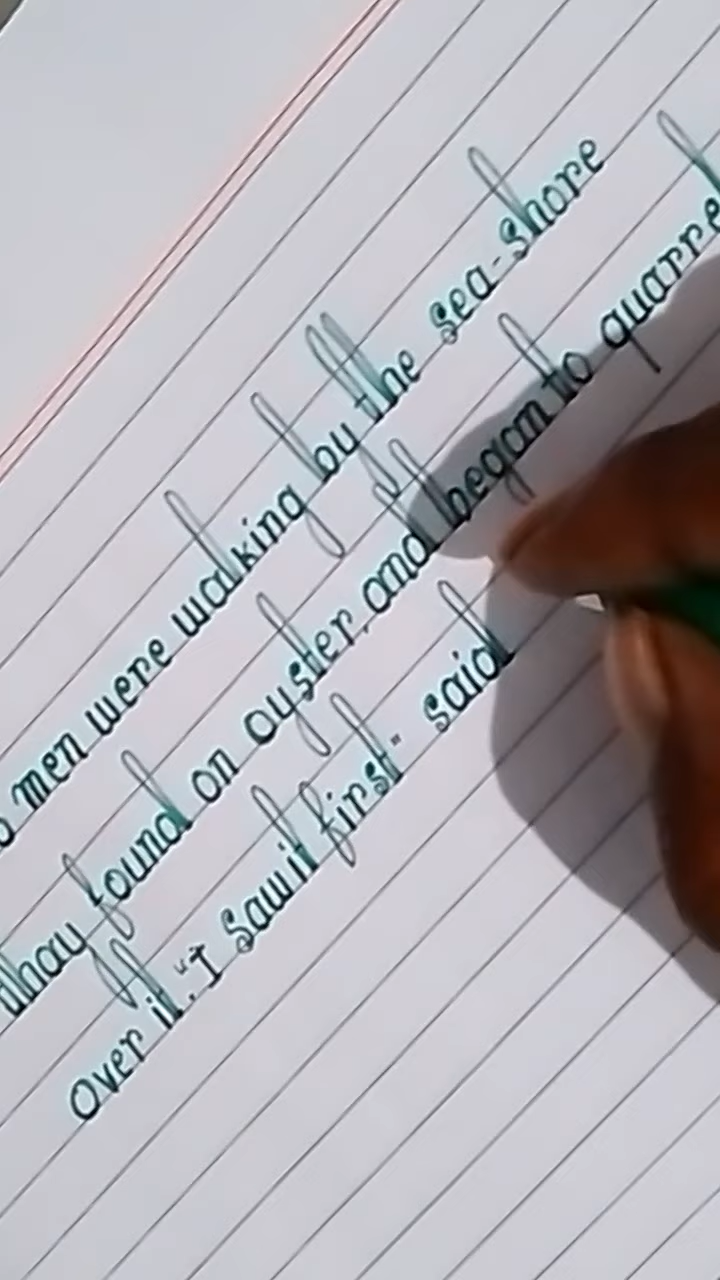 men were walking by the sea-shore
thay found an oyster, and began to quarre
over it. "I saw it first" said